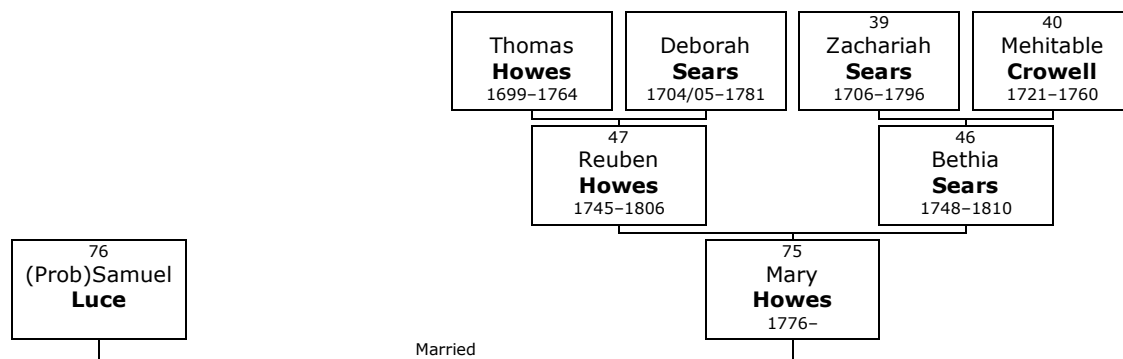 Thomas
Howes
1699–1764
Deborah
Sears
1704/05–1781
39
Zachariah
Sears
1706–1796
40
Mehitable
Crowell
1721–1760
47
Reuben
Howes
1745–1806
46
Bethia
Sears
1748–1810
76
(Prob)Samuel
Luce
75
Mary
Howes
1776–
Married